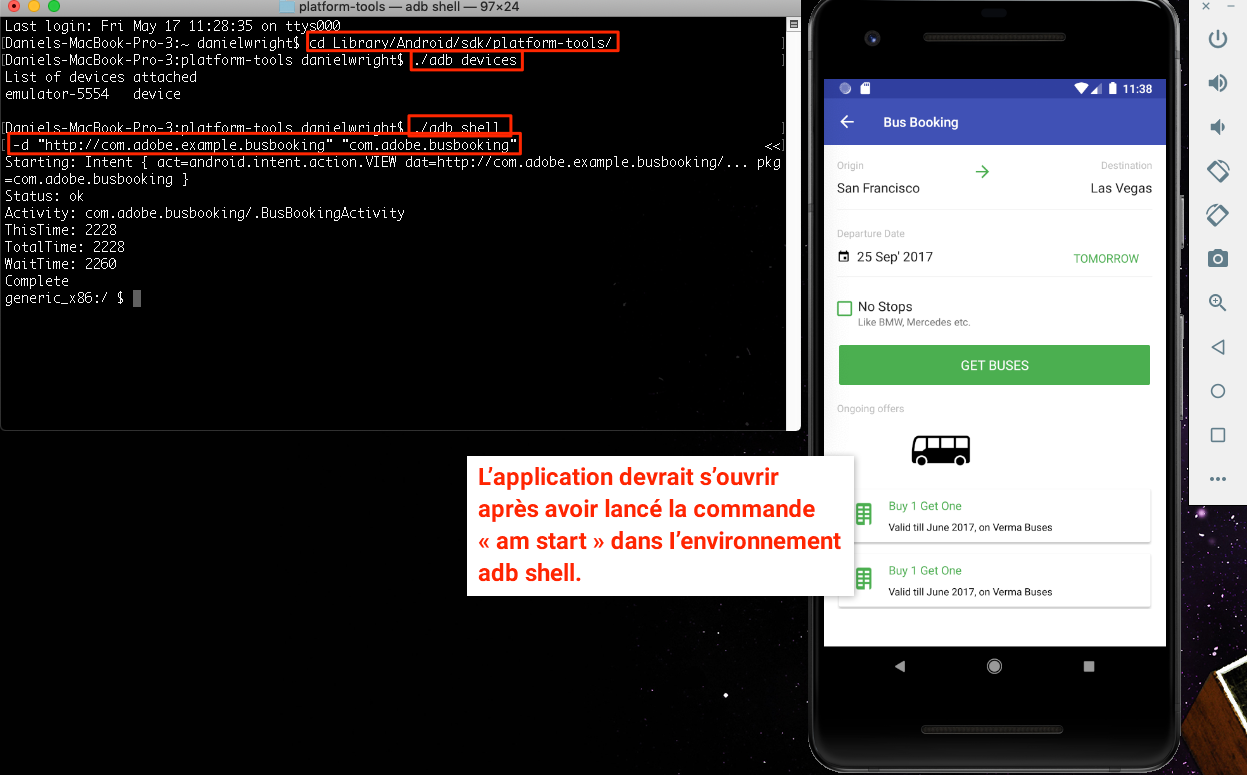 platform-tools — adb shell — 97×24
Last login: Fri May 17 11:28:35 on ttys000
[Daniels-MacBook-Pro-3:~ danielwright$ cd Library/Android/sdk/platform-tools/ ]
[Daniels-MacBook-Pro-3:platform-tools danielwright$ ./adb devices ]
List of devices attached
emulator-5554 device
[Daniels-MacBook-Pro-3:platform-tools danielwright$ ./adb shell ]
[ -d "http://com.adobe.example.busbooking" "com.adobe.busbooking" <<]
Starting: Intent { act=android.intent.action.VIEW dat=http://com.adobe.example.busbooking/... pkg
=com.adobe.busbooking }
Status: ok
Activity: com.adobe.busbooking/.BusBookingActivity
ThisTime: 2228
TotalTime: 2228
WaitTime: 2260
Complete
generic_x86:/ $
L’application devrait s’ouvrir
après avoir lancé la commande
« am start » dans l’environnement
adb shell.
11:38
Bus Booking
Origin Destination
San Francisco Las Vegas
Departure Date
25 Sep' 2017 TOMORROW
No Stops
Like BMW, Mercedes etc.
GET BUSES
Ongoing offers
Buy 1 Get One
Valid till June 2017, on Verma Buses
Buy 1 Get One
Valid till June 2017, on Verma Buses